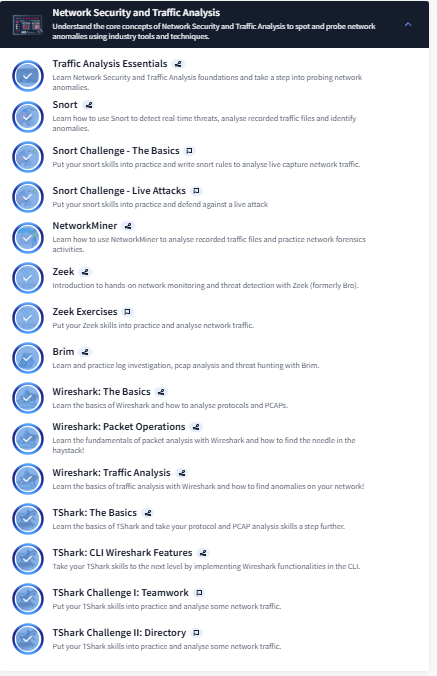 Network Security and Traffic Analysis
Understand the core concepts of Network Security and Traffic Analysis to spot and probe network
anomalies using industry tools and techniques.
Traffic Analysis Essentials
Learn Network Security and Traffic Analysis foundations and take a step into probing network
anomalies.
Snort
Learn how to use Snort to detect real time threats, analyse recorded traffic files and identify
anomalies.
Snort Challenge - The Basics
Put your snort skills into practice and write snort rules to analyse live capture network traffic.
Snort Challenge - Live Attacks
Put your snort skills into practice and defend against a live attack
NetworkMiner
Learn how to use NetworkMiner to analyse recorded traffic files and practice network forensics
activities.
Zeek
Introduction to hands-on network monitoring and threat detection with Zeek (formerly Bro).
Zeek Exercises
Put your Zeek skills into practice and analyse network traffic.
Brim
Learn and practice log investigation, pcap analysis and threat hunting with Brim.
Wireshark: The Basics
Learn the basics of Wireshark and how to analyse protocols and PCAPs.
Wireshark: Packet Operations
Learn the fundamentals of packet analysis with Wireshark and how to find the needle in the
haystack!
Wireshark: Traffic Analysis
Learn the basics of traffic analysis with Wireshark and how to find anomalies on your network!
TShark: The Basics
Learn the basics of TShark and take your protocol and PCAP analysis skills a step further.
TShark: CLI Wireshark Features
Take your TShark skills to the next level by implementing Wireshark functionalities in the CLI.
TShark Challenge I: Teamwork
Put your TShark skills into practice and analyse some network traffic.
TShark Challenge II: Directory
Put your TShark skills into practice and analyse some network traffic.